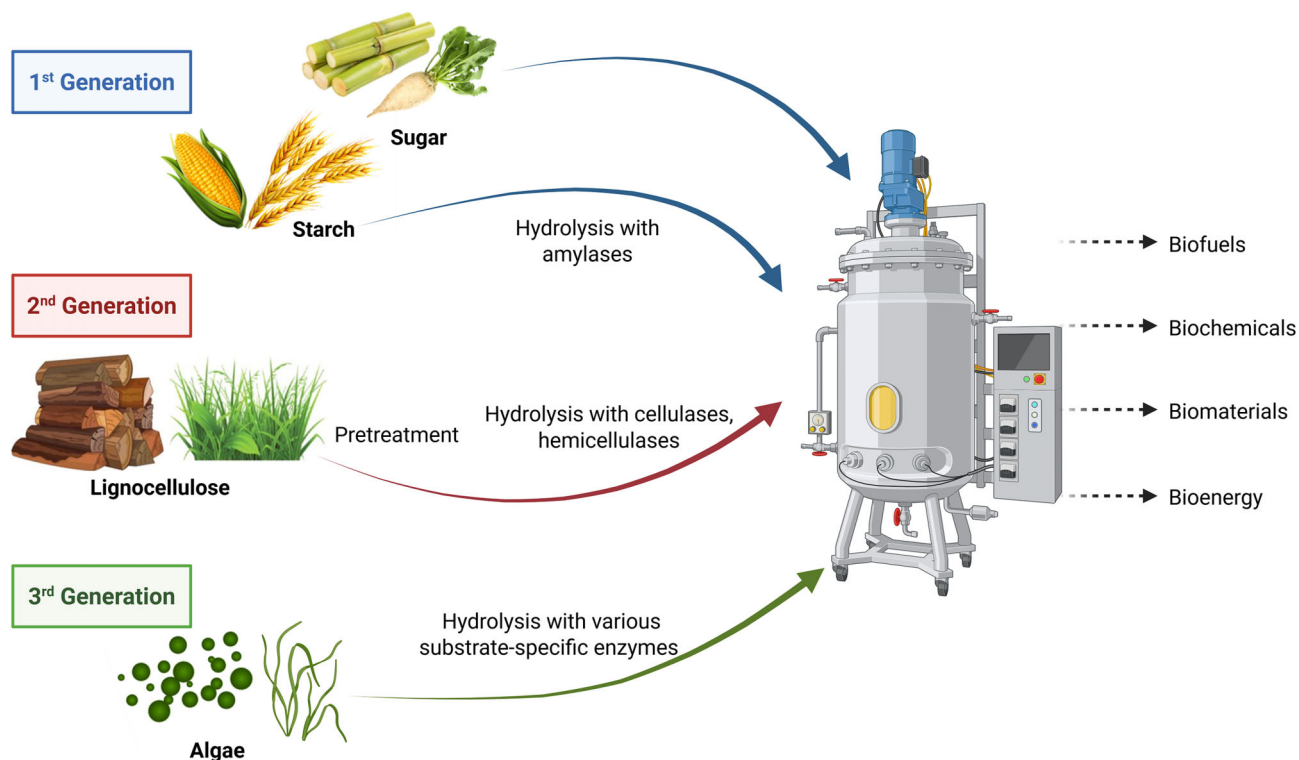 1st Generation
Sugar
Starch
Hydrolysis with
amylases
2nd Generation
Lignocellulose
Pretreatment
Hydrolysis with cellulases,
hemicellulases
3rd Generation
Algae
Hydrolysis with various
substrate-specific enzymes
Biofuels
Biochemicals
Biomaterials
Bioenergy